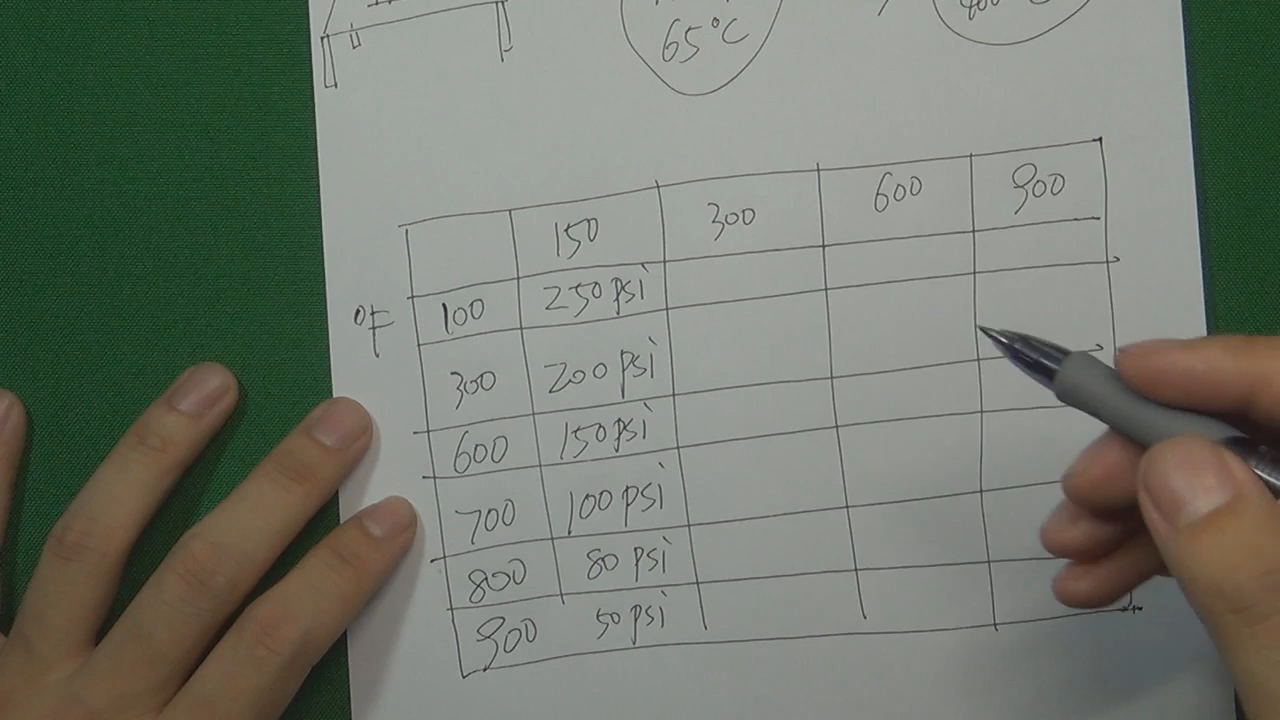 65°C
150 300 600 900
°F 100 250 psi
300 200 psi
600 150 psi
700 100 psi
800 80 psi
900 50 psi